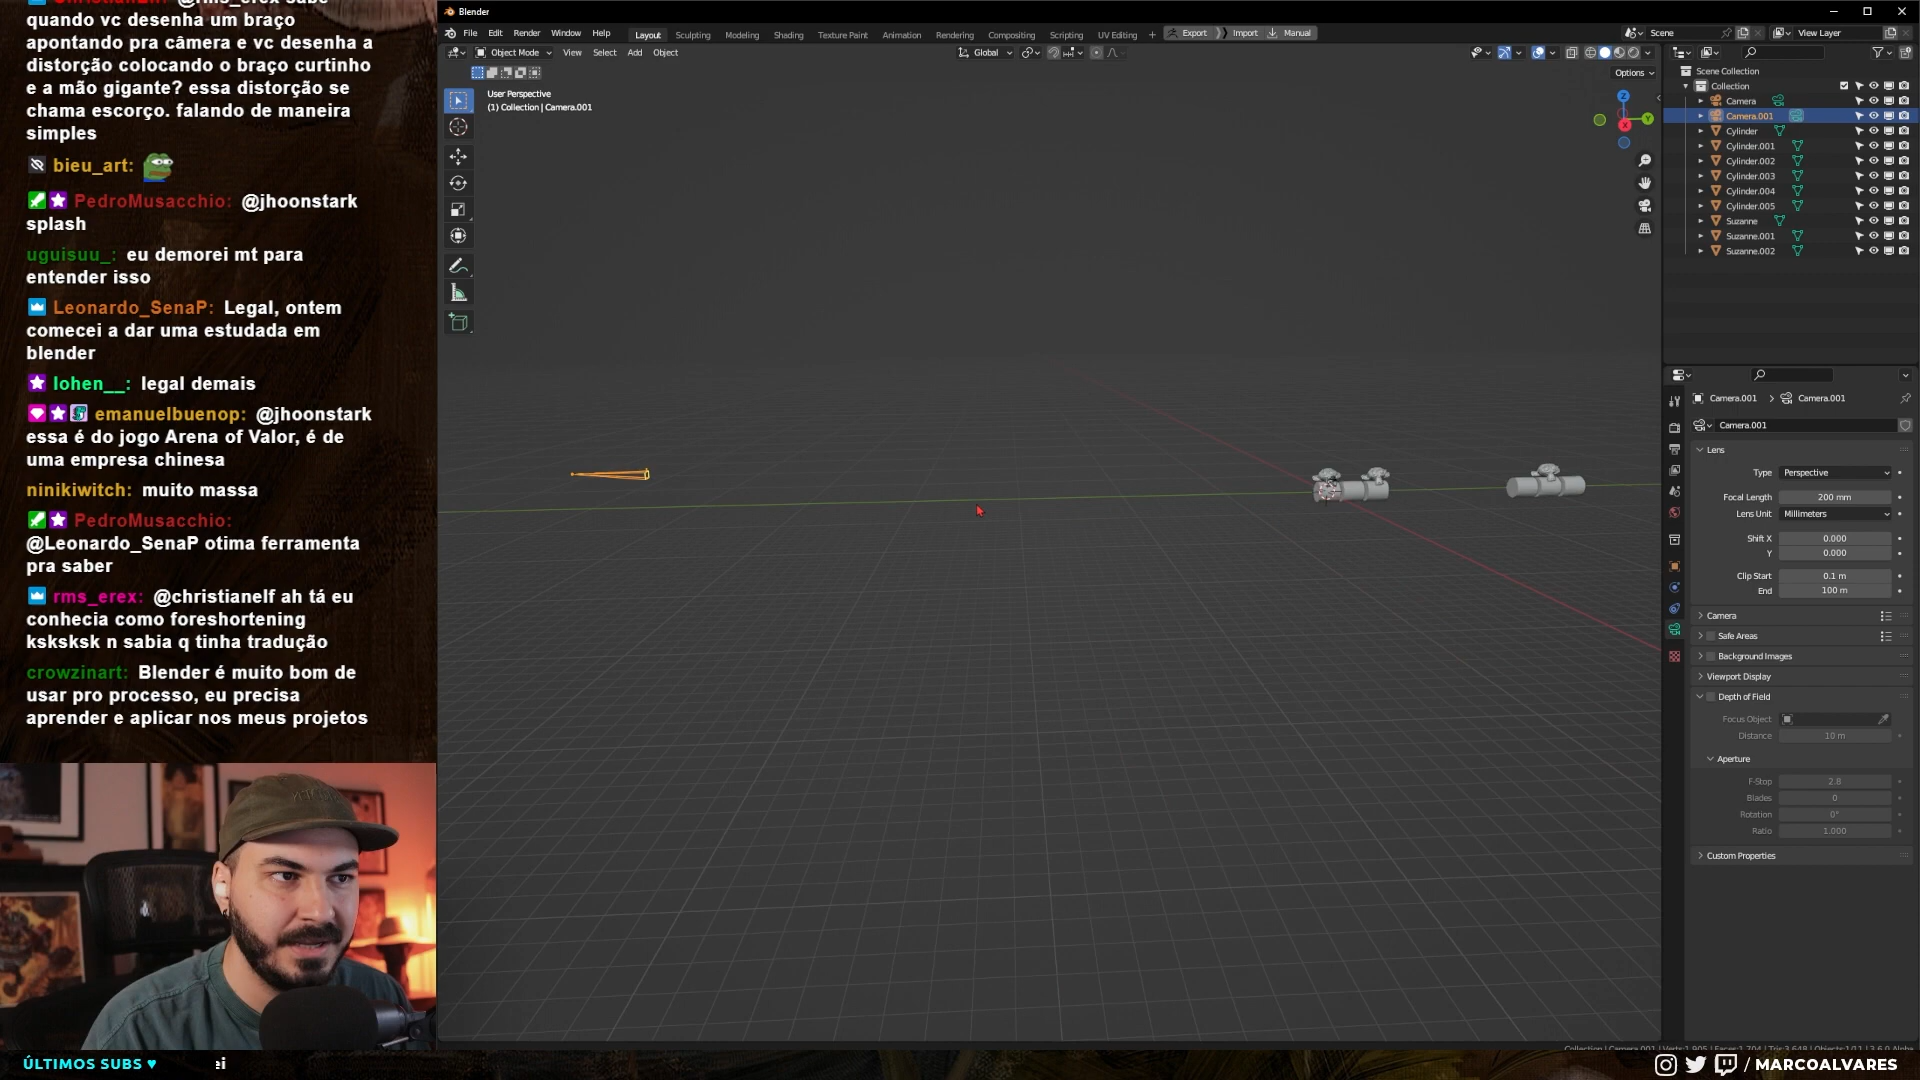 quando vc desenha um braço
apontando pra câmera e vc desenha a
distorção colocando o braço curtinho
e a mão gigante? essa distorção se
chama escorço. falando de maneira
simples
bieu_art:
PedroMusacchio: @jhoonstark
splash
uguisuu_: eu demorei mt para
entender isso
Leonardo_SenaP: Legal, ontem
comecei a dar uma estudada em
blender
lohen__: legal demais
emanuelbuenop: @jhoonstark
essa é do jogo Arena of Valor, é de
uma empresa chinesa
ninikiwitch: muito massa
PedroMusacchio:
@Leonardo_SenaP otima ferramenta
pra saber
rms_erex: @christianelf ah tá eu
conhecia como foreshortening
ksksksk n sabia q tinha tradução
crowzinart: Blender é muito bom de
usar pro processo, eu precisa
aprender e aplicar nos meus projetos
ÚLTIMOS SUBS ♥ ei
Blender
File Edit Render Window Help Layout Sculpting Modeling Shading Texture Paint Animation Rendering Compositing Scripting UV Editing + Export Import Manual Scene View Layer
Object Mode View Select Add Object Global
Options
User Perspective
(1) Collection | Camera.001
Z
Y
X
Scene Collection
Collection
Camera
Camera.001
Cylinder
Cylinder.001
Cylinder.002
Cylinder.003
Cylinder.004
Cylinder.005
Suzanne
Suzanne.001
Suzanne.002
Camera.001 > Camera.001
Camera.001
Lens
Type Perspective
Focal Length 200 mm
Lens Unit Millimeters
Shift X 0.000
Y 0.000
Clip Start 0.1 m
End 100 m
Camera
Safe Areas
Background Images
Viewport Display
Depth of Field
Focus Object
Distance 10 m
Aperture
F-Stop 2.8
Blades 0
Rotation 0°
Ratio 1.000
Custom Properties
/ MARCOALVARES